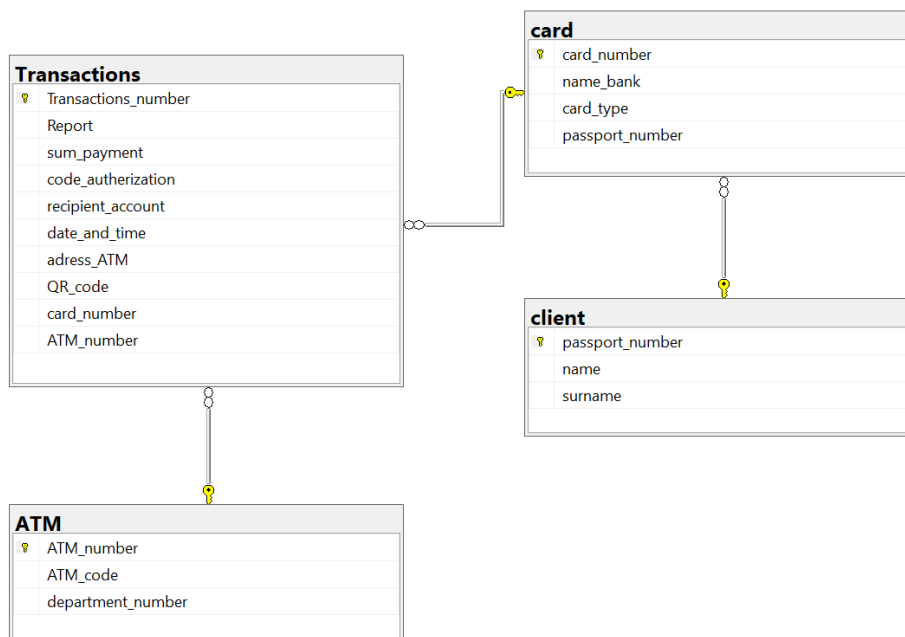 Transactions
Transactions_number
Report
sum_payment
code_autherization
recipient_account
date_and_time
adress_ATM
QR_code
card_number
ATM_number
card
card_number
name_bank
card_type
passport_number
client
passport_number
name
surname
ATM
ATM_number
ATM_code
department_number